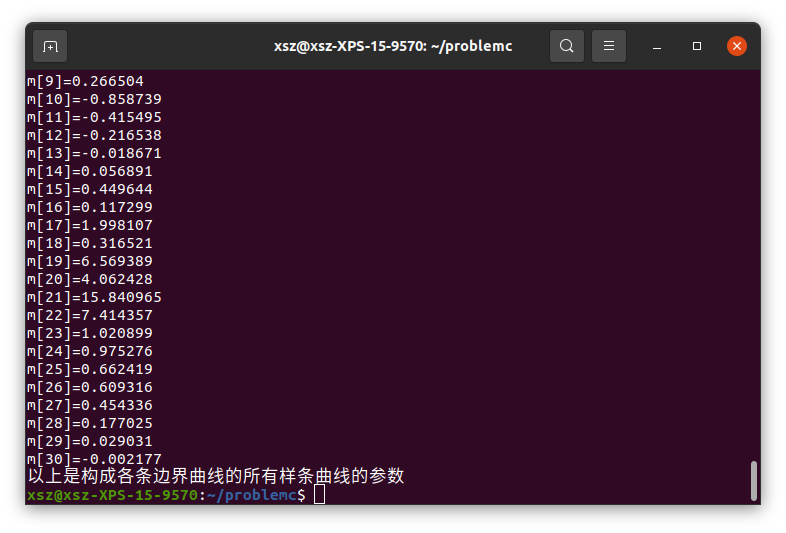 xsz@xsz-XPS-15-9570: ~/problemc
m[9]=0.266504
m[10]=-0.858739
m[11]=-0.415495
m[12]=-0.216538
m[13]=-0.018671
m[14]=0.056891
m[15]=0.449644
m[16]=0.117299
m[17]=1.998107
m[18]=0.316521
m[19]=6.569389
m[20]=4.062428
m[21]=15.840965
m[22]=7.414357
m[23]=1.020899
m[24]=0.975276
m[25]=0.662419
m[26]=0.609316
m[27]=0.454336
m[28]=0.177025
m[29]=0.029031
m[30]=-0.002177
以上是构成各条边界曲线的所有样条曲线的参数
xsz@xsz-XPS-15-9570:~/problemc$